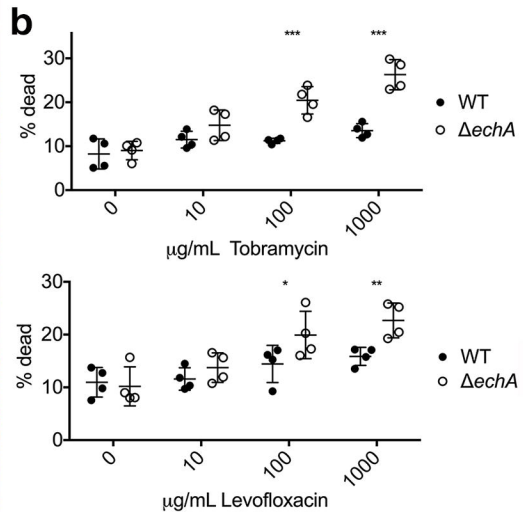 b
*** ***
30
20
10
0
% dead
WT
ΔechA
0 10 100 1000
μg/mL Tobramycin
* **
30
20
10
0
% dead
WT
ΔechA
0 10 100 1000
μg/mL Levofloxacin